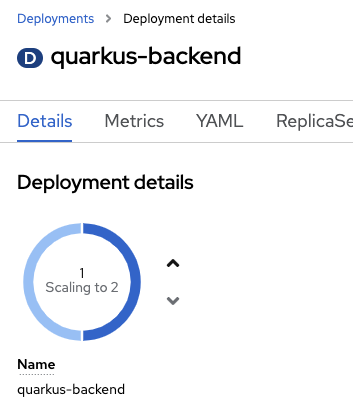 Deployments > Deployment details
D quarkus-backend
Details Metrics YAML ReplicaSe
Deployment details
1
Scaling to 2
Name
quarkus-backend